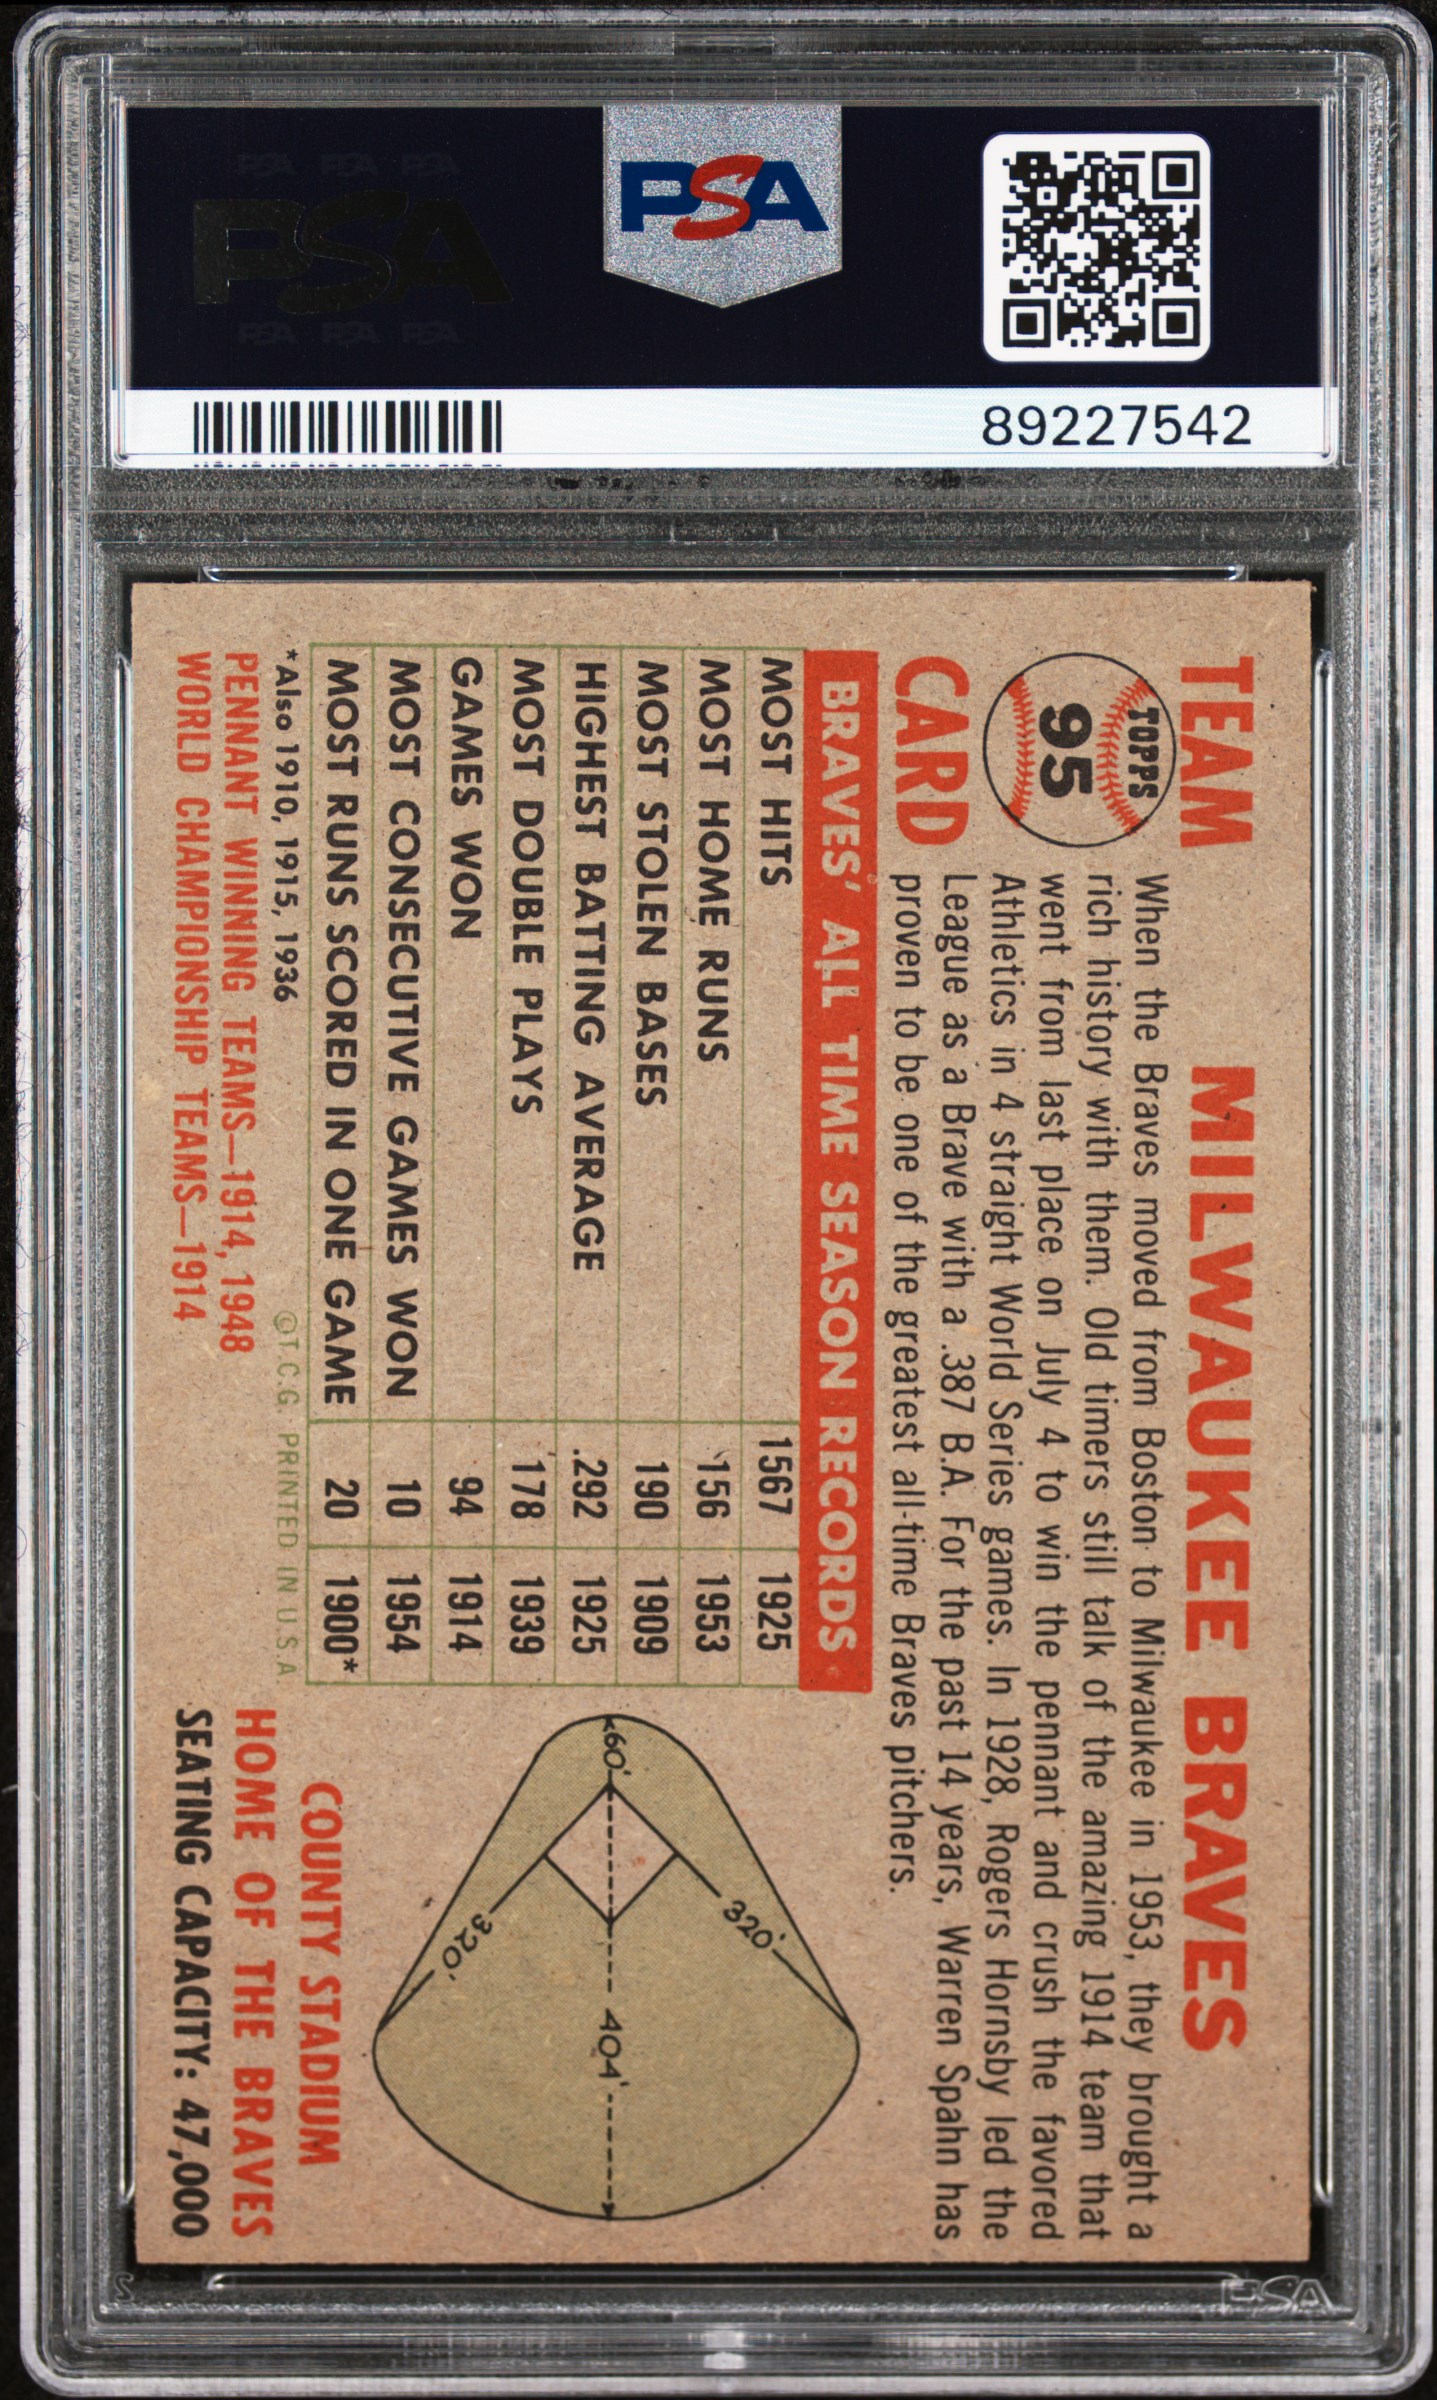 PSA PSA PSA
PSA
PSA PSA PSA
PSA
89227542
TEAM
TOPPS
95
CARD
MILWAUKEE BRAVES
When the Braves moved from Boston to Milwaukee in 1953, they brought a
rich history with them. Old timers still talk of the amazing 1914 team that
went from last place on July 4 to win the pennant and crush the favored
Athletics in 4 straight World Series games. In 1928, Rogers Hornsby led the
League as a Brave with a .387 B.A. For the past 14 years, Warren Spahn has
proven to be one of the greatest all-time Braves pitchers.
BRAVES' ALL TIME SEASON RECORDS
MOST HITS 1567 1925
MOST HOME RUNS 156 1953
MOST STOLEN BASES 190 1909
HIGHEST BATTING AVERAGE .292 1925
MOST DOUBLE PLAYS 178 1939
GAMES WON 94 1914
MOST CONSECUTIVE GAMES WON 10 1954
MOST RUNS SCORED IN ONE GAME 20 1900*
*Also 1910, 1915, 1936
©T.C.G. PRINTED IN U.S.A
PENNANT WINNING TEAMS—1914, 1948
WORLD CHAMPIONSHIP TEAMS—1914
60'
320'
404'
320'
COUNTY STADIUM
HOME OF THE BRAVES
SEATING CAPACITY: 47,000
PSA